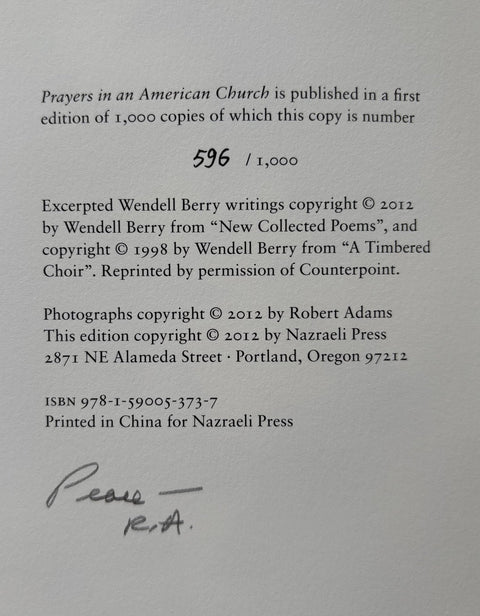 Prayers in an American Church is published in a first
edition of 1,000 copies of which this copy is number
596 / 1,000
Excerpted Wendell Berry writings copyright © 2012
by Wendell Berry from “New Collected Poems”, and
copyright © 1998 by Wendell Berry from “A Timbered
Choir”. Reprinted by permission of Counterpoint.
Photographs copyright © 2012 by Robert Adams
This edition copyright © 2012 by Nazraeli Press
2871 NE Alameda Street · Portland, Oregon 97212
ISBN 978-1-59005-373-7
Printed in China for Nazraeli Press
Peace —
R.A.